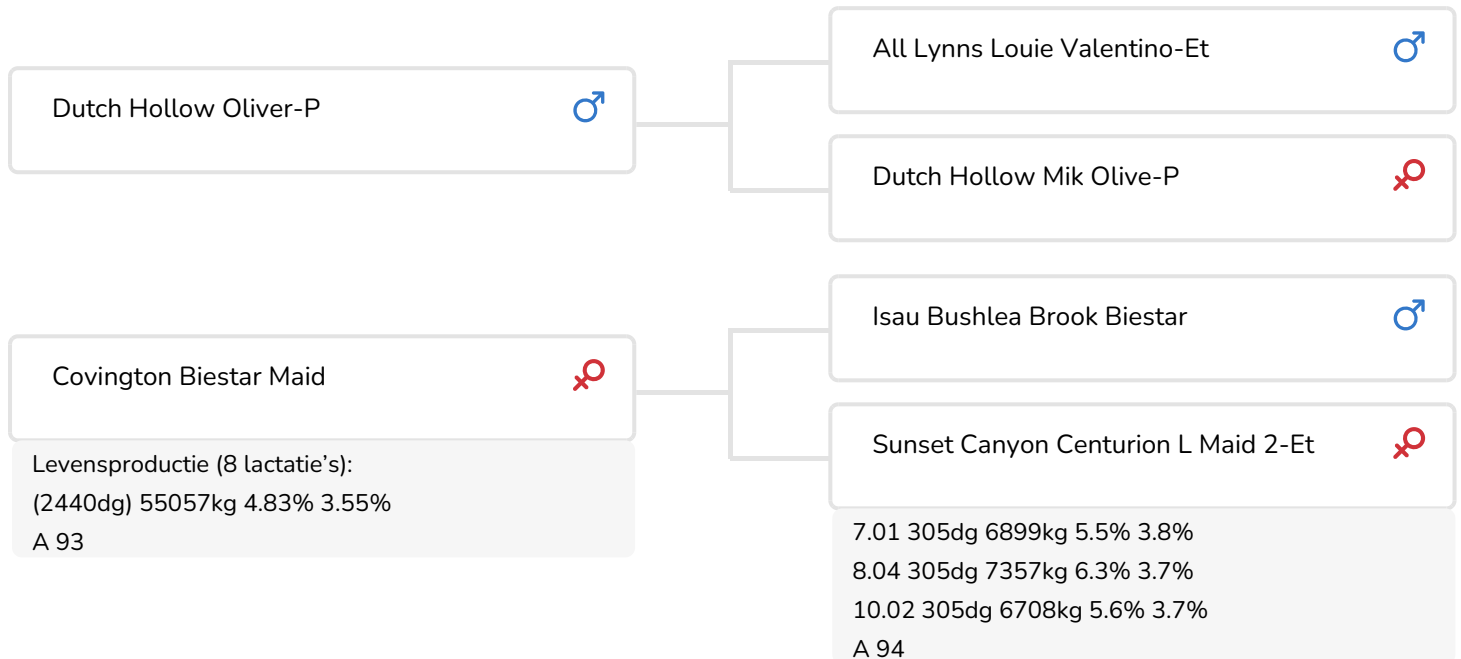 Dutch Hollow Oliver-P
All Lynns Louie Valentino-Et
Dutch Hollow Mik Olive-P
Covington Biestar Maid
Levensproductie (8 lactatie’s):
(2440dg) 55057kg 4.83% 3.55%
A 93
Isau Bushlea Brook Biestar
Sunset Canyon Centurion L Maid 2-Et
7.01 305dg 6899kg 5.5% 3.8%
8.04 305dg 7357kg 6.3% 3.7%
10.02 305dg 6708kg 5.6% 3.7%
A 94